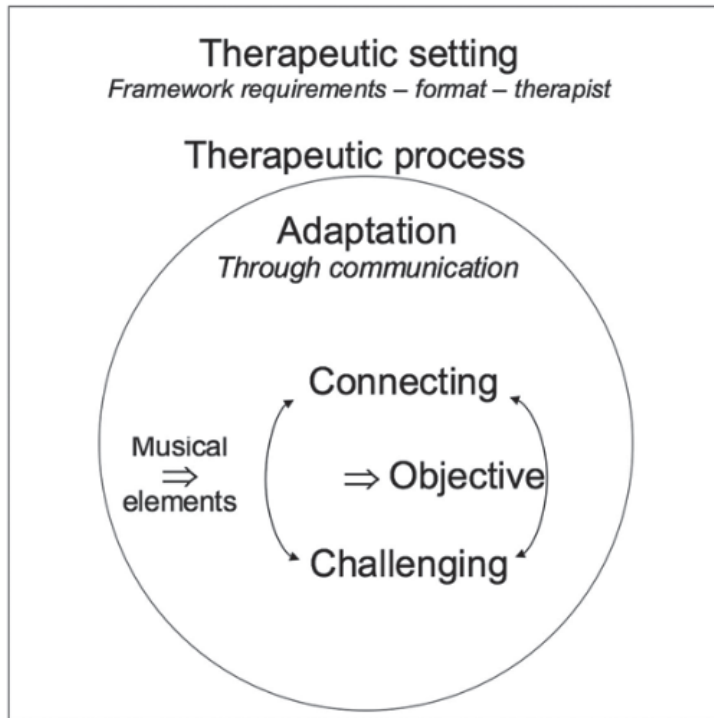 Therapeutic setting
Framework requirements – format – therapist
Therapeutic process
Adaptation
Through communication
Connecting
Musical
⇒
elements
⇒ Objective
Challenging